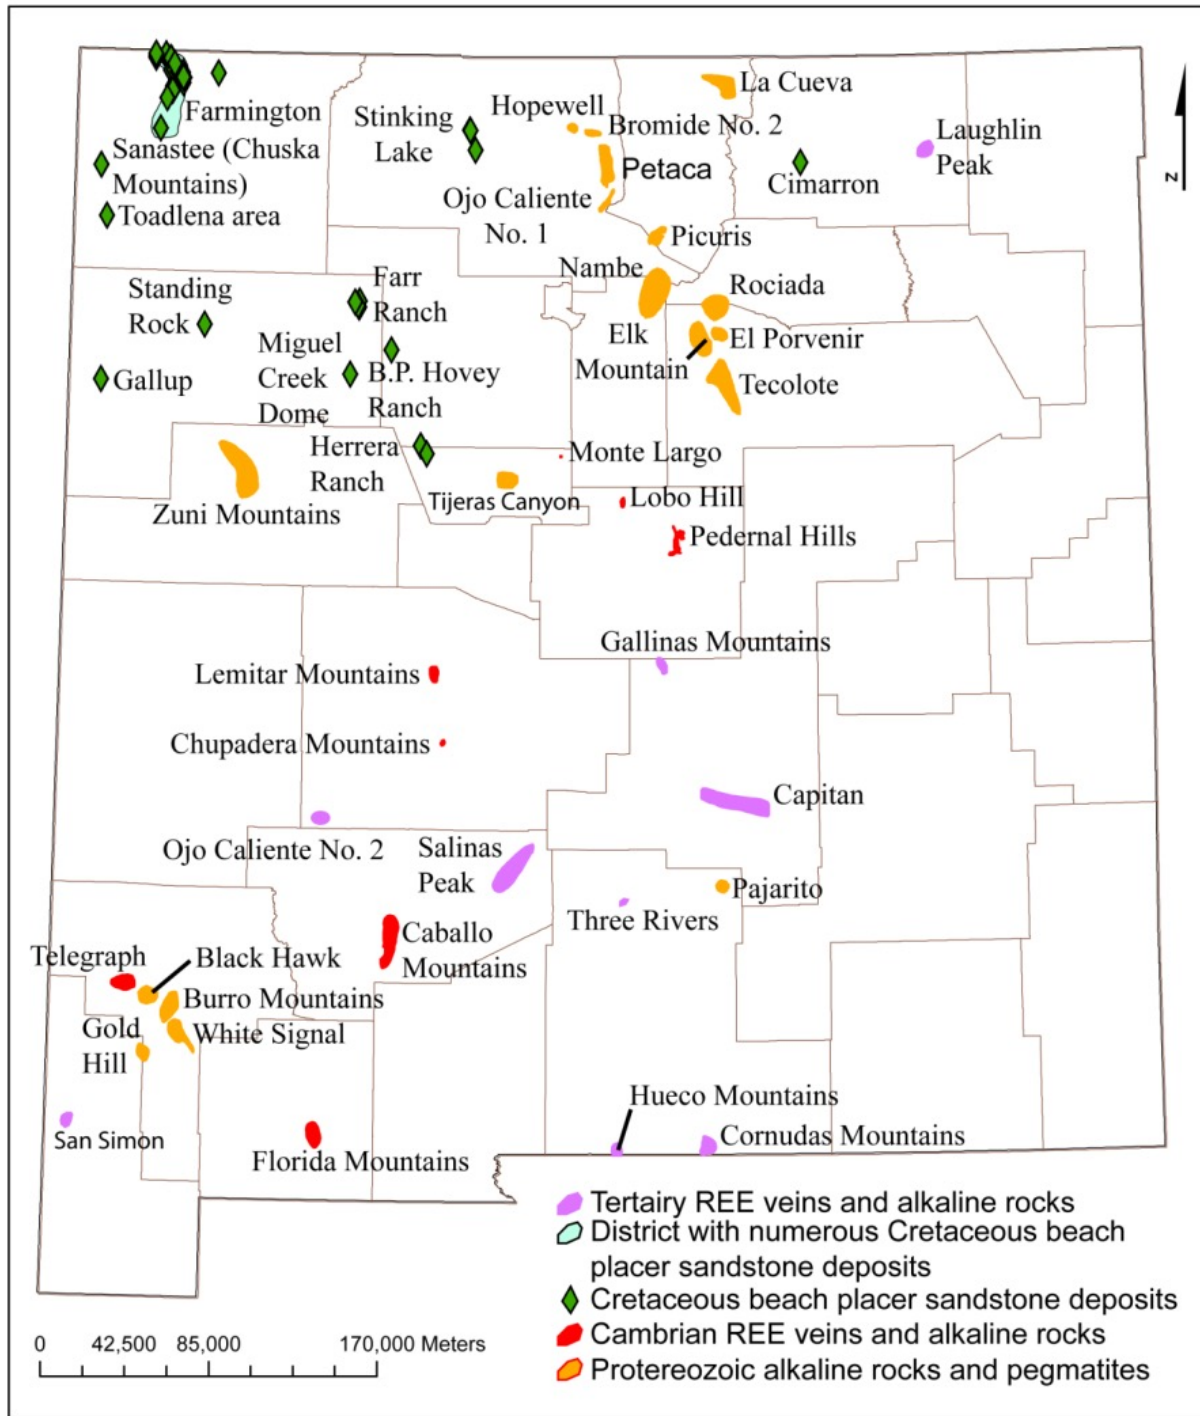 La Cueva
Hopewell
Farmington
Stinking
Lake
Bromide No. 2
Laughlin
Peak
Sanastee (Chuska
Mountains)
Petaca
Cimarron
N
Ojo Caliente
No. 1
Toadlena area
Picuris
Nambe
Farr
Ranch
Standing
Rock
Rociada
Elk
Mountain
El Porvenir
Miguel
Creek
Dome
B.P. Hovey
Ranch
Gallup
Tecolote
Herrera
Ranch
Monte Largo
Tijeras Canyon
Lobo Hill
Zuni Mountains
Pedernal Hills
Gallinas Mountains
Lemitar Mountains
Chupadera Mountains
Capitan
Ojo Caliente No. 2
Salinas
Peak
Pajarito
Three Rivers
Caballo
Mountains
Telegraph
Black Hawk
Burro Mountains
White Signal
Gold
Hill
Hueco Mountains
San Simon
Cornudas Mountains
Florida Mountains
Tertairy REE veins and alkaline rocks
District with numerous Cretaceous beach
placer sandstone deposits
Cretaceous beach placer sandstone deposits
Cambrian REE veins and alkaline rocks
Protereozoic alkaline rocks and pegmatites
0 42,500 85,000 170,000 Meters